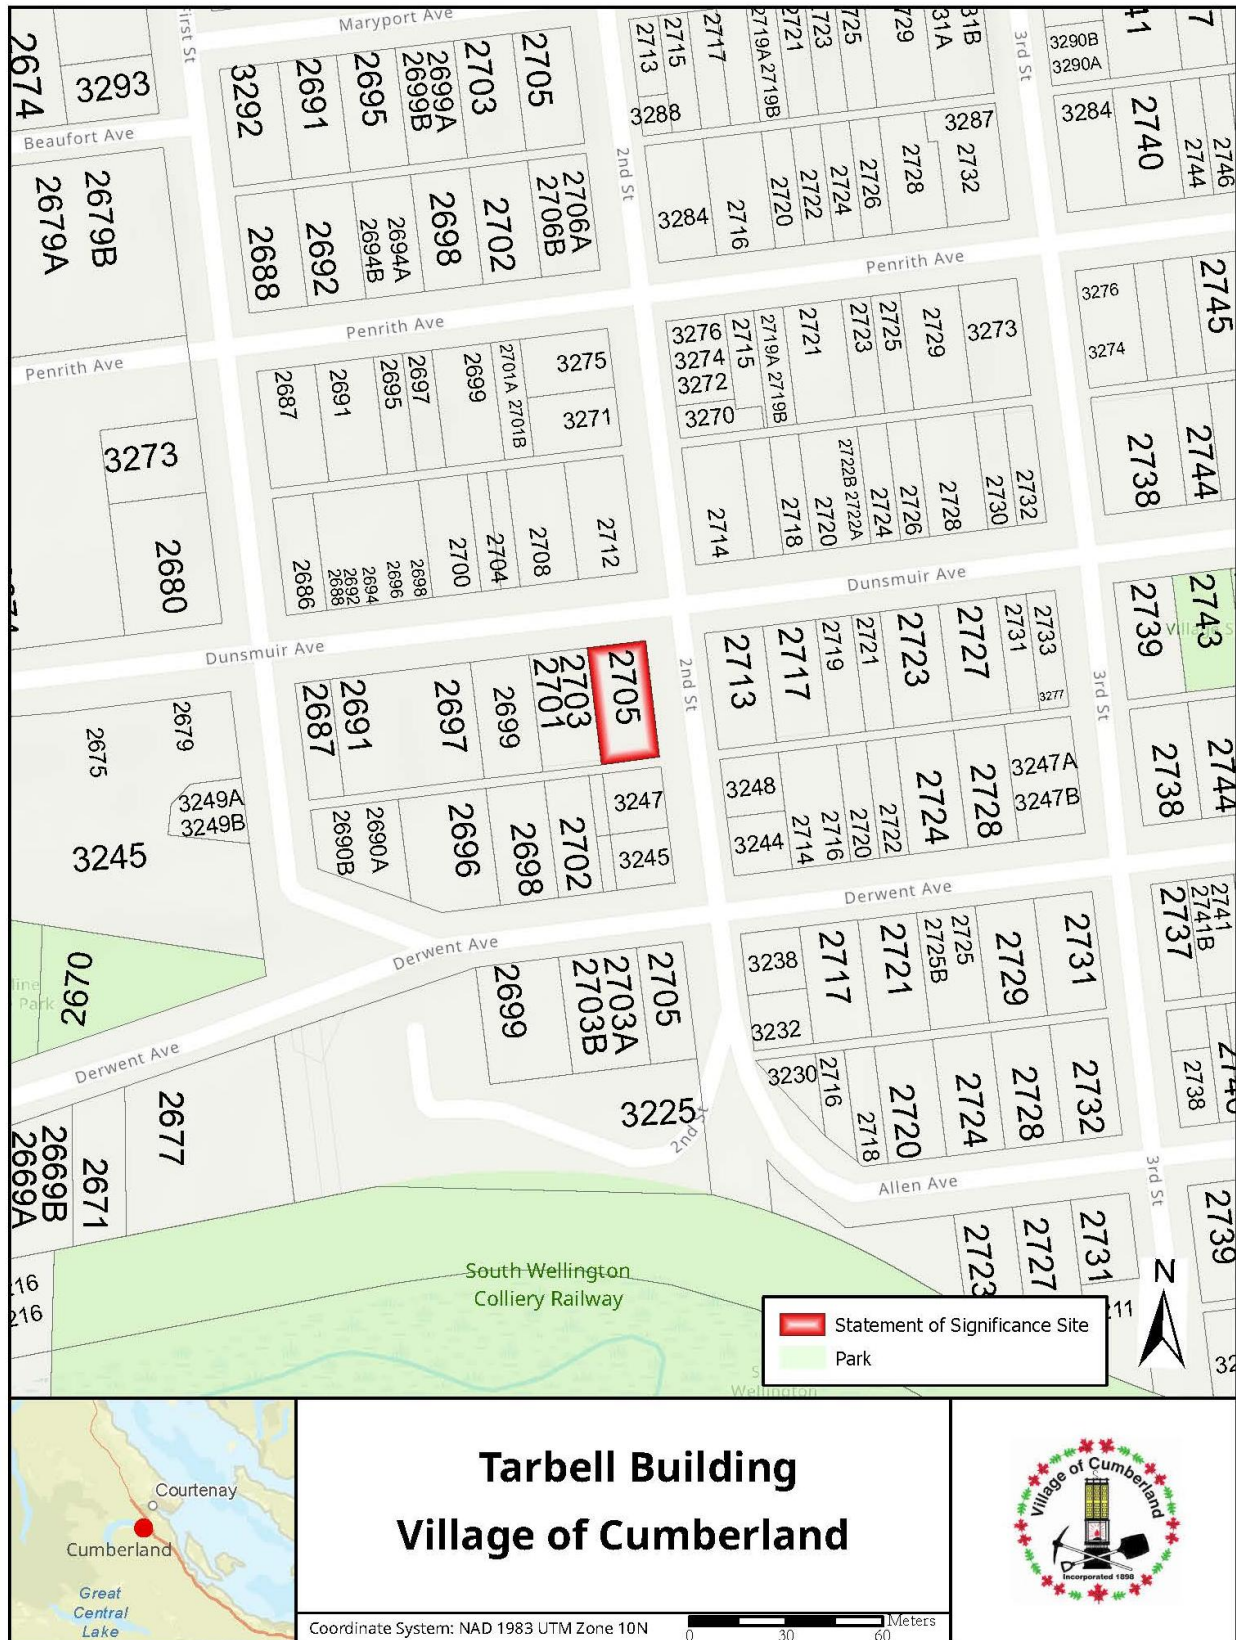 Maryport Ave
First St
3rd St
2674
3293
3292
2691
2695
2699A
2699B
2703
2705
2713
2715
2717
2719A 2719B
2721
2723
2725
2729
31A
31B
3290B
3290A
41
7
3288
3287
Beaufort Ave
2679A
2679B
2nd St
2688
2692
2694A
2694B
2698
2702
2706A
2706B
3284
2716
2720
2722
2724
2726
2728
2732
3284
2740
2744
2746
Penrith Ave
Penrith Ave
Penrith Ave
2687
2691
2695
2697
2699
2701A 2701B
3275
3271
3276
3274
3272
3270
2715
2719A 2719B
2721
2723
2725
2729
3273
3276
3274
2745
3273
2680
2686
2688
2692
2694
2696
2698
2700
2704
2708
2712
2714
2718
2720
2722B 2722A
2724
2726
2728
2730
2732
2738
2744
Dunsmuir Ave
Dunsmuir Ave
2675
2679
3249A
3249B
3245
2687
2691
2697
2699
2701
2703
2705
2nd St
2713
2717
2719
2721
2723
2727
2731
2733
3277
3rd St
2739
2743
2690B
2690A
2696
2698
2702
3247
3245
3248
3244
2714
2716
2720
2722
2724
2728
3247A
3247B
2738
2744
Derwent Ave
Derwent Ave
Derwent Ave
line
Park
2670
2699
2703B
2703A
2705
3238
3232
2717
2721
2725B
2725
2729
2731
2737
2741
2741B
2677
2669A
2669B
2671
3225
2nd St
3230
2716
2718
2720
2724
2728
2732
2738
Allen Ave
3rd St
2723
2727
2731
2739
216
216
211
32
South Wellington
Colliery Railway
Wellington
N
Statement of Significance Site
Park
Courtenay
Cumberland
Great
Central
Lake
Tarbell Building
Village of Cumberland
Coordinate System: NAD 1983 UTM Zone 10N
Meters
0 30 60
Village of Cumberland
Incorporated 1898